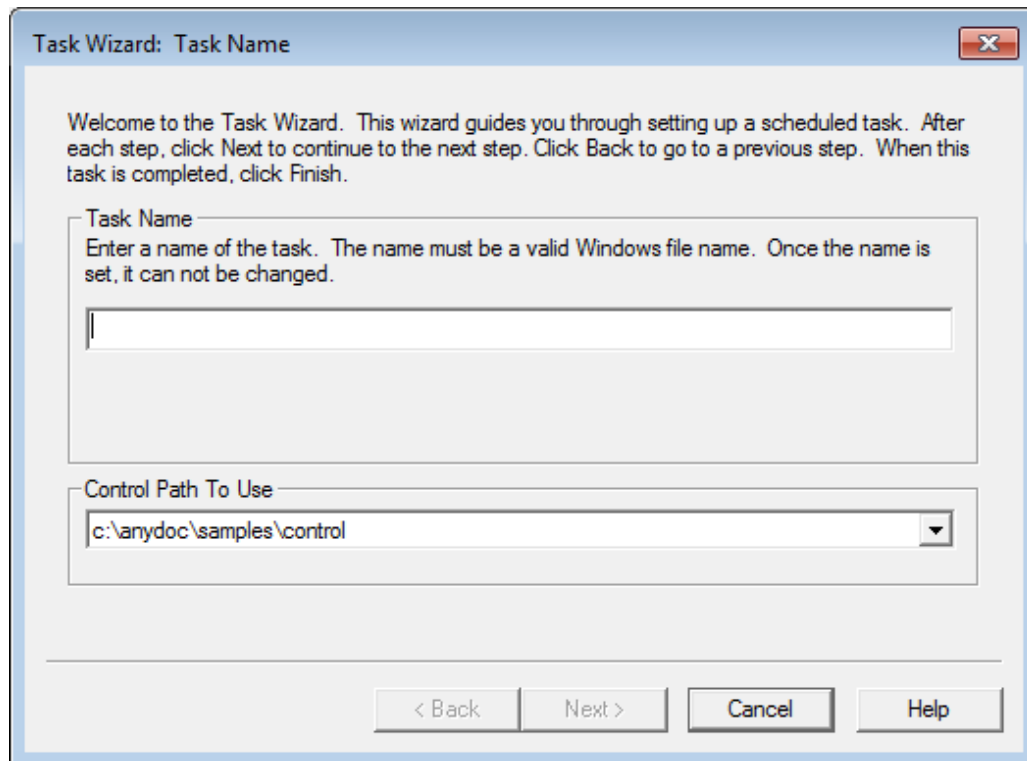 Task Wizard:  Task Name
Welcome to the Task Wizard.  This wizard guides you through setting up a scheduled task.  After
each step, click Next to continue to the next step. Click Back to go to a previous step.  When this
task is completed, click Finish.
Task Name
Enter a name of the task.  The name must be a valid Windows file name.  Once the name is
set, it can not be changed.
Control Path To Use
c:\anydoc\samples\control
< Back
Next >
Cancel
Help